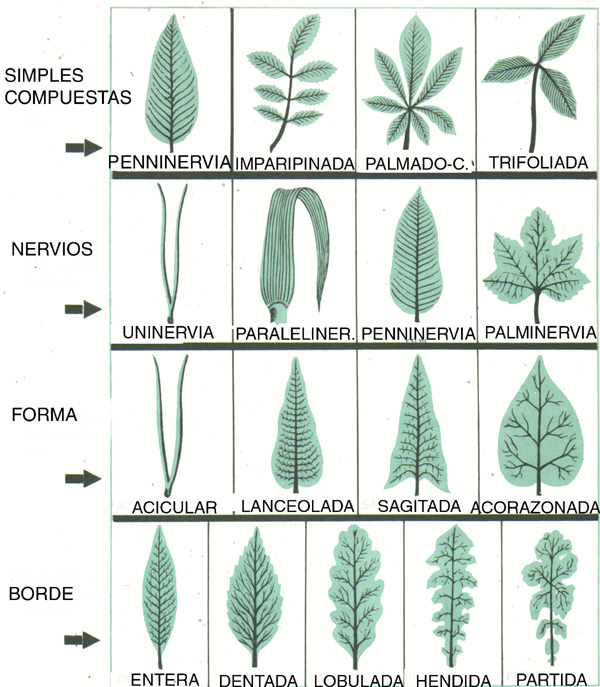 SIMPLES
COMPUESTAS
PENNINERVIA IMPARIPINADA PALMADO-C. TRIFOLIADA
NERVIOS
UNINERVIA PARALELINER. PENNINERVIA PALMINERVIA
FORMA
ACICULAR LANCEOLADA SAGITADA ACORAZONADA
BORDE
ENTERA DENTADA LOBULADA HENDIDA PARTIDA